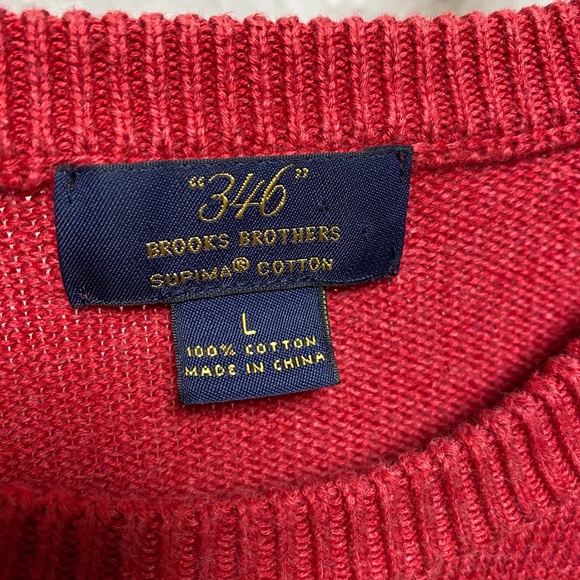 "346"
BROOKS BROTHERS
SUPIMA® COTTON
L
100% COTTON
MADE IN CHINA